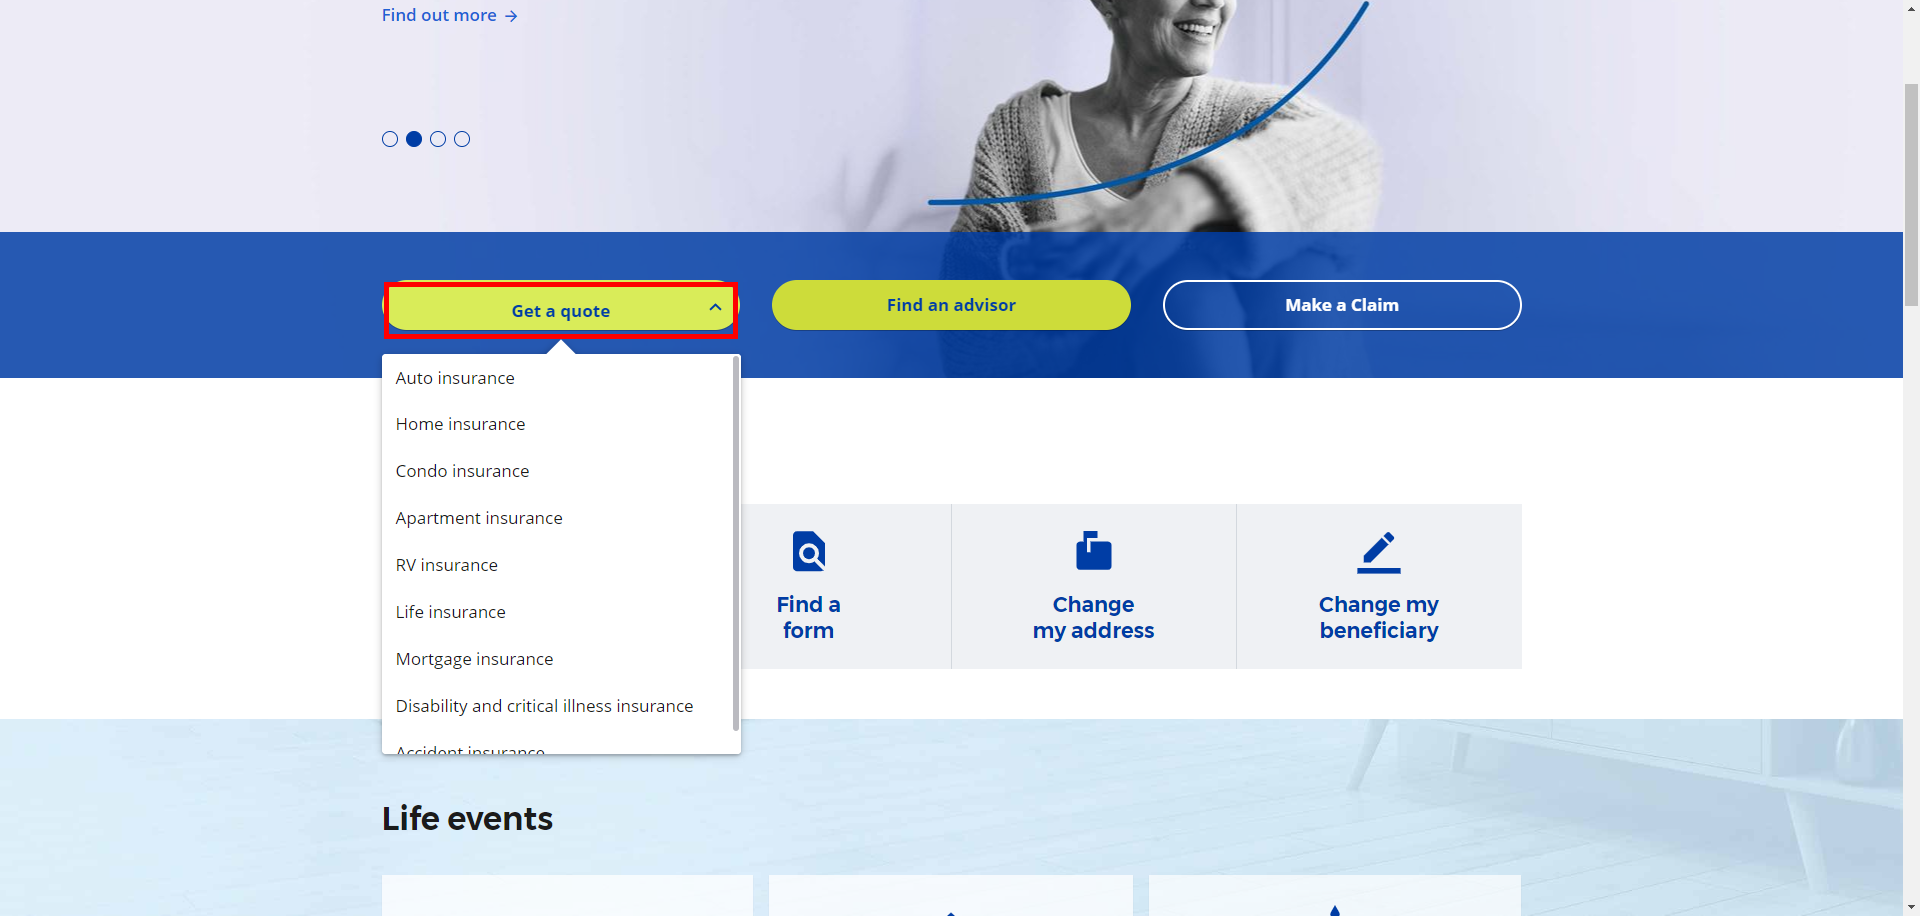 Find out more
Get a quote
Find an advisor
Make a Claim
Auto insurance
Home insurance
Condo insurance
Apartment insurance
RV insurance
Life insurance
Mortgage insurance
Disability and critical illness insurance
Accident insurance
Find a
form
Change
my address
Change my
beneficiary
Life events